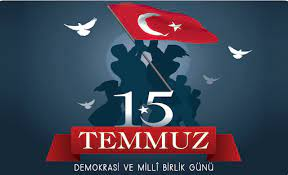 15
TEMMUZ
DEMOKRASİ VE MİLLÎ BİRLİK GÜNÜ